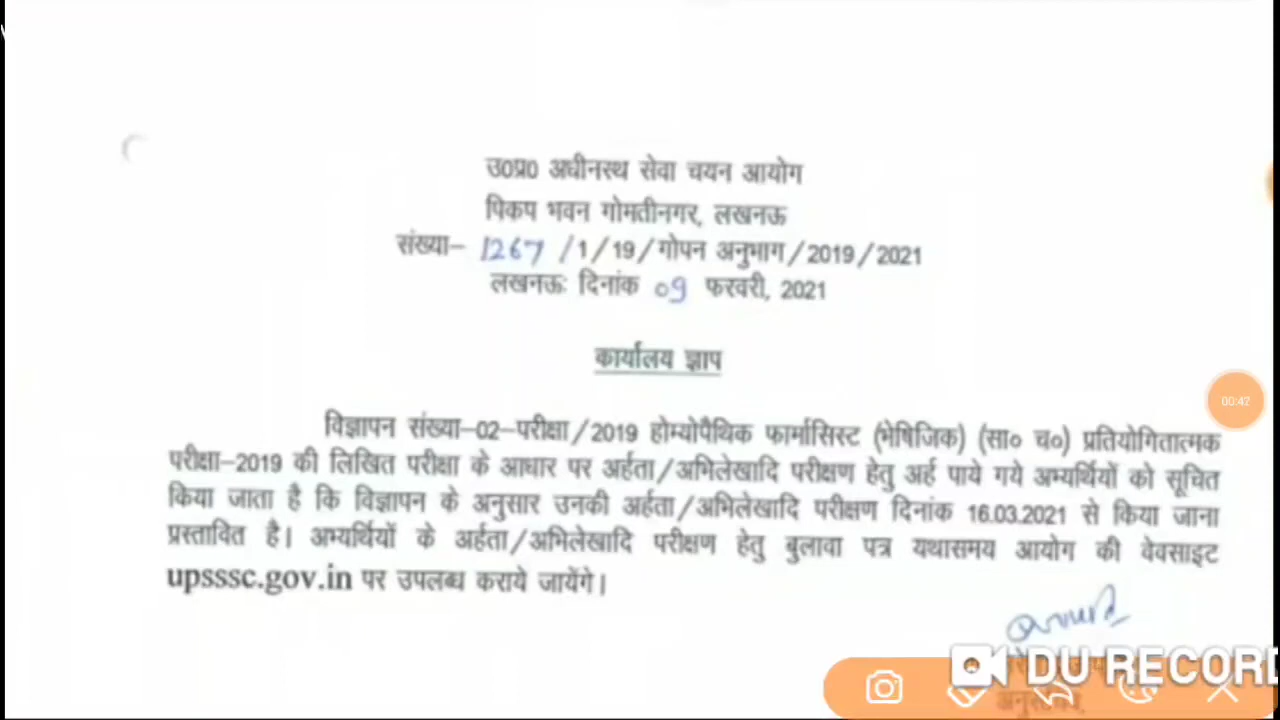 उ0प्र0 अधीनस्थ सेवा चयन आयोग
पिकप भवन गोमतीनगर, लखनऊ
संख्या- 1267 /1/19/गोपन अनुभाग/2019/2021
लखनऊः दिनांक 09 फरवरी, 2021
कार्यालय ज्ञाप
00:42
विज्ञापन संख्या-02-परीक्षा/2019 होम्योपैथिक फार्मासिस्ट (भेषिजिक) (सा० च०) प्रतियोगितात्मक
परीक्षा-2019 की लिखित परीक्षा के आधार पर अर्हता/अभिलेखादि परीक्षण हेतु अर्ह पाये गये अभ्यर्थियों को सूचित
किया जाता है कि विज्ञापन के अनुसार उनकी अर्हता/अभिलेखादि परीक्षण दिनांक 16.03.2021 से किया जाना
प्रस्तावित है। अभ्यर्थियों के अर्हता/अभिलेखादि परीक्षण हेतु बुलावा पत्र यथासमय आयोग की वेवसाइट
upsssc.gov.in पर उपलब्ध कराये जायेंगे।
DU RECORD